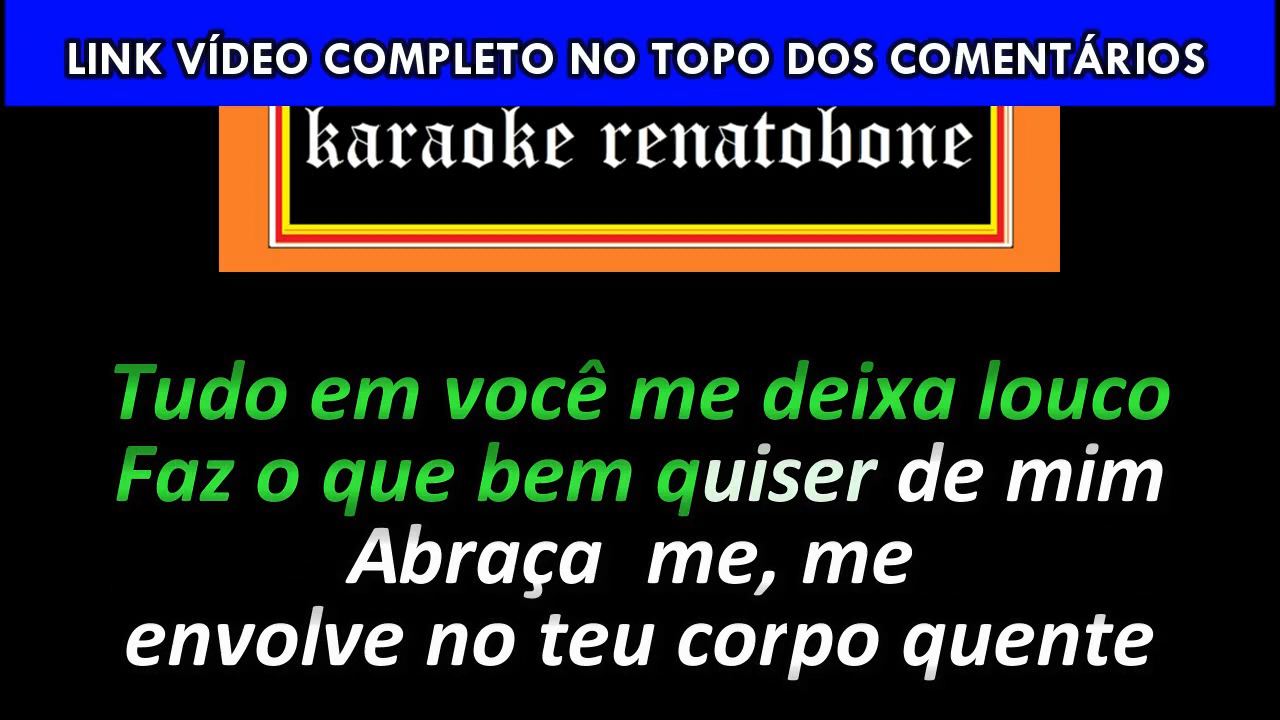 LINK VÍDEO COMPLETO NO TOPO DOS COMENTÁRIOS
karaoke renatobone
Tudo em você me deixa louco
Faz o que bem quiser de mim
Abraça  me, me
envolve no teu corpo quente